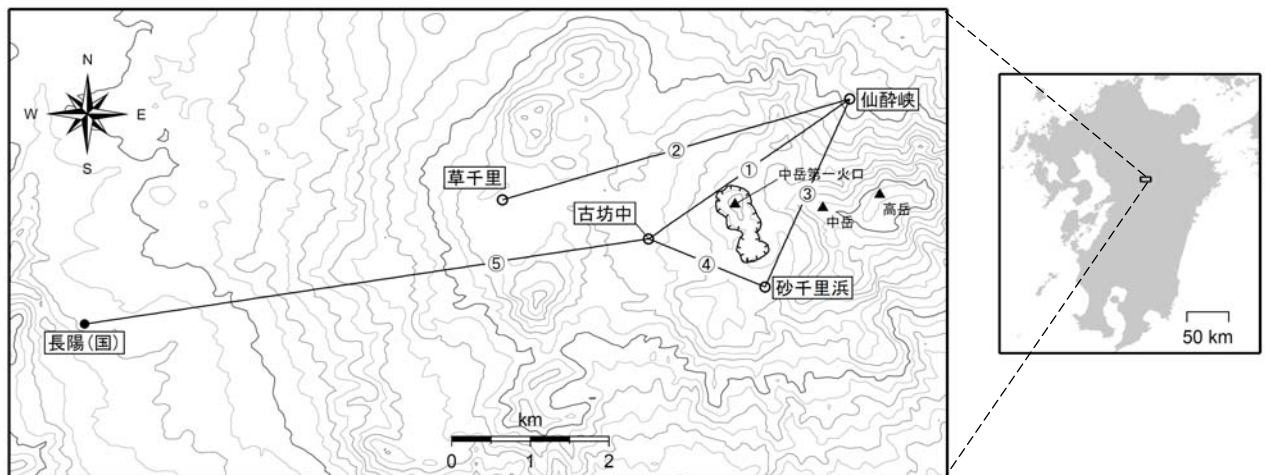 N
W
E
S
仙酔峡
②
草千里
①
中岳第一火口
③
高岳
中岳
古坊中
④
⑤
砂千里浜
長陽(国)
km
0
1
2
50 km